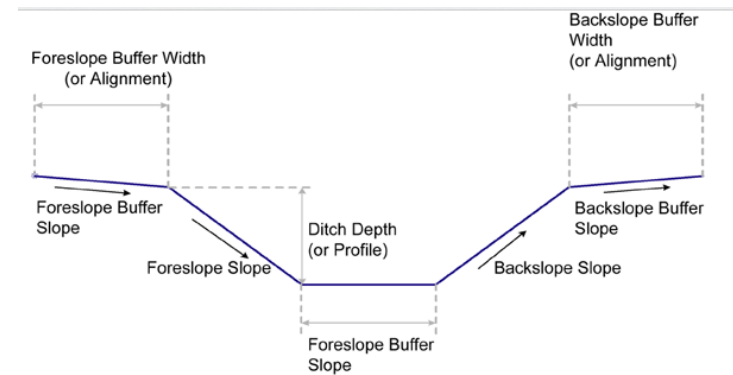 Backslope Buffer
Width
(or Alignment)
Foreslope Buffer Width
(or Alignment)
Foreslope Buffer
Slope
Backslope Buffer
Slope
Ditch Depth
(or Profile)
Foreslope Slope
Backslope Slope
Foreslope Buffer
Slope